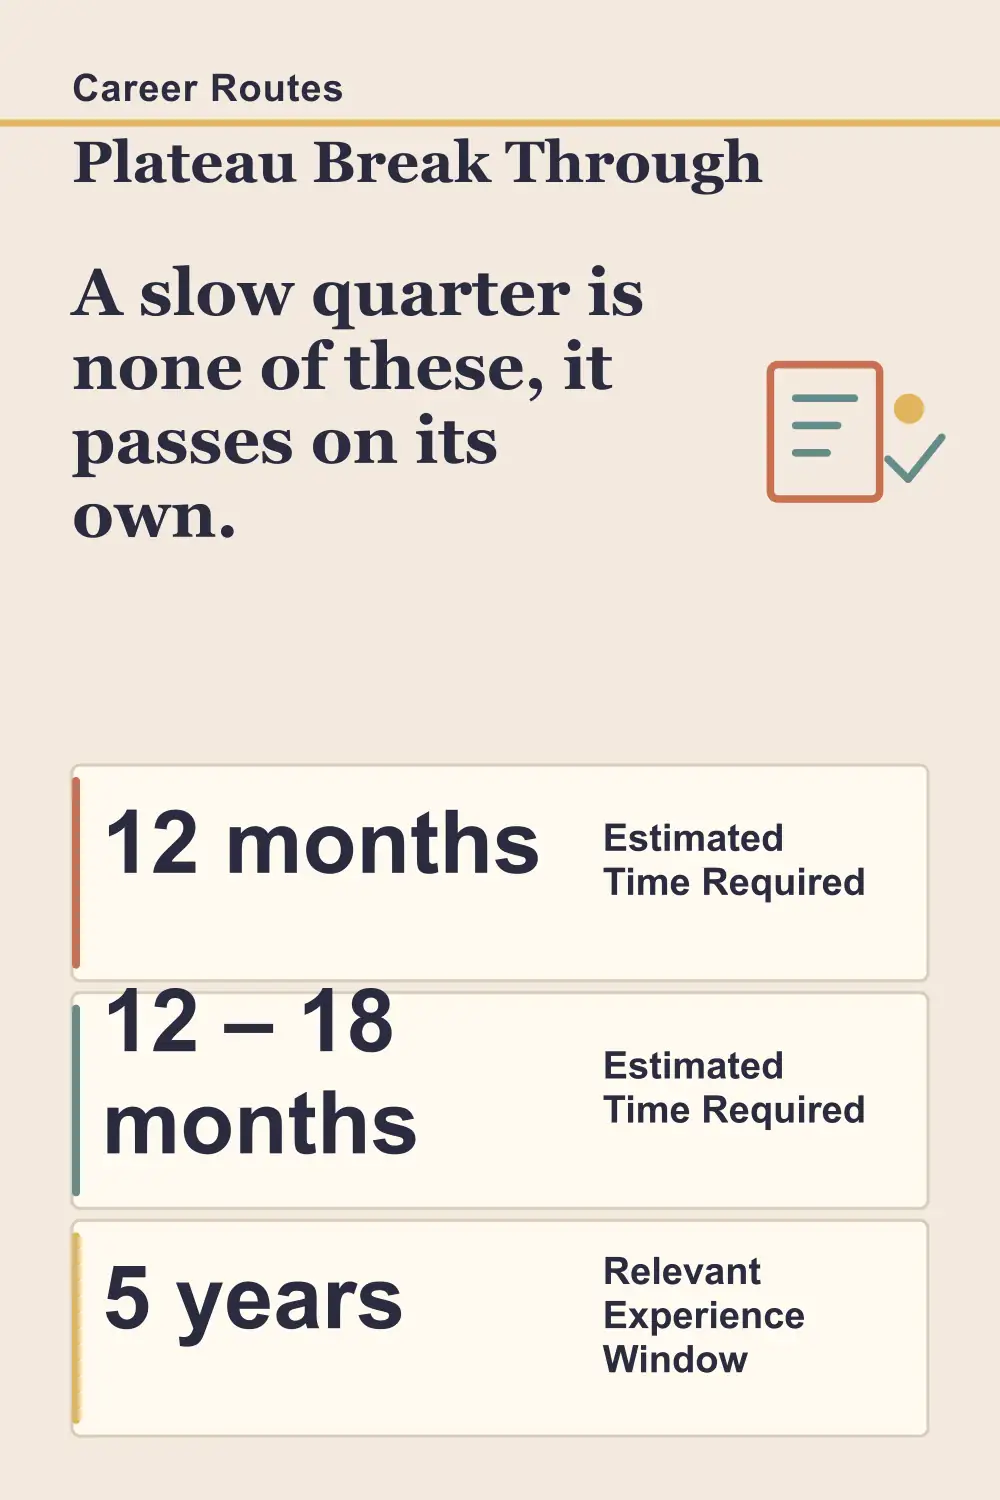 Career Routes
Plateau Break Through
A slow quarter is
none of these, it
passes on its
own.
12 months
Estimated
Time Required
12 – 18
months
Estimated
Time Required
5 years
Relevant
Experience
Window